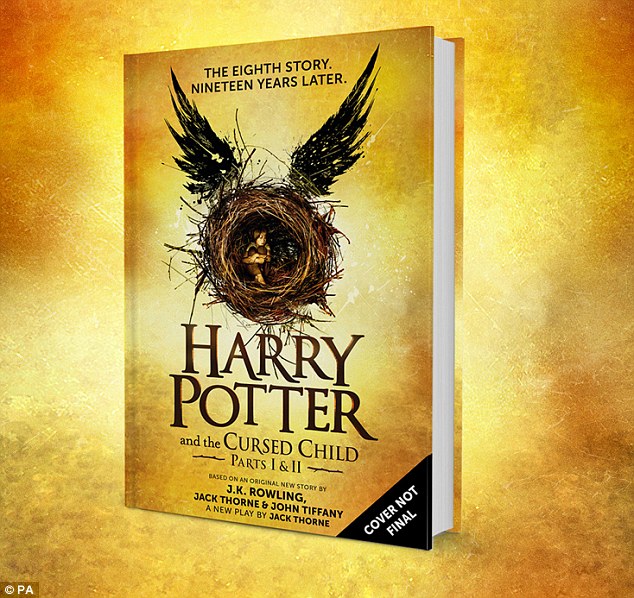 THE EIGHTH STORY.
NINETEEN YEARS LATER.
HARRY
POTTER
and the CURSED CHILD
PARTS I & II
BASED ON AN ORIGINAL NEW STORY BY
J.K. ROWLING,
JACK THORNE & JOHN TIFFANY
A NEW PLAY BY JACK THORNE
COVER NOT
FINAL
© PA